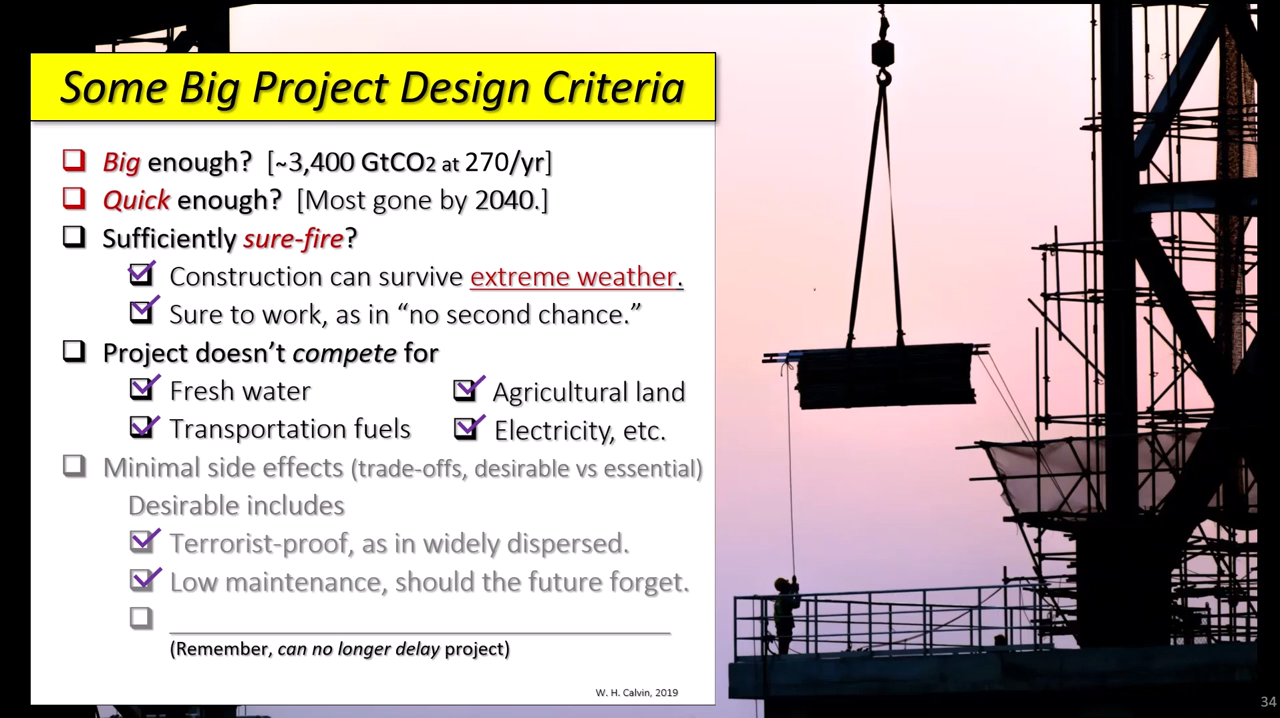 Some Big Project Design Criteria
Big enough? [~3,400 GtCO2 at 270/yr]
Quick enough? [Most gone by 2040.]
Sufficiently sure-fire?
Construction can survive extreme weather.
Sure to work, as in “no second chance.”
Project doesn’t compete for
Fresh water
Agricultural land
Transportation fuels
Electricity, etc.
Minimal side effects (trade-offs, desirable vs essential)
Desirable includes
Terrorist-proof, as in widely dispersed.
Low maintenance, should the future forget.
(Remember, can no longer delay project)
W. H. Calvin, 2019
34